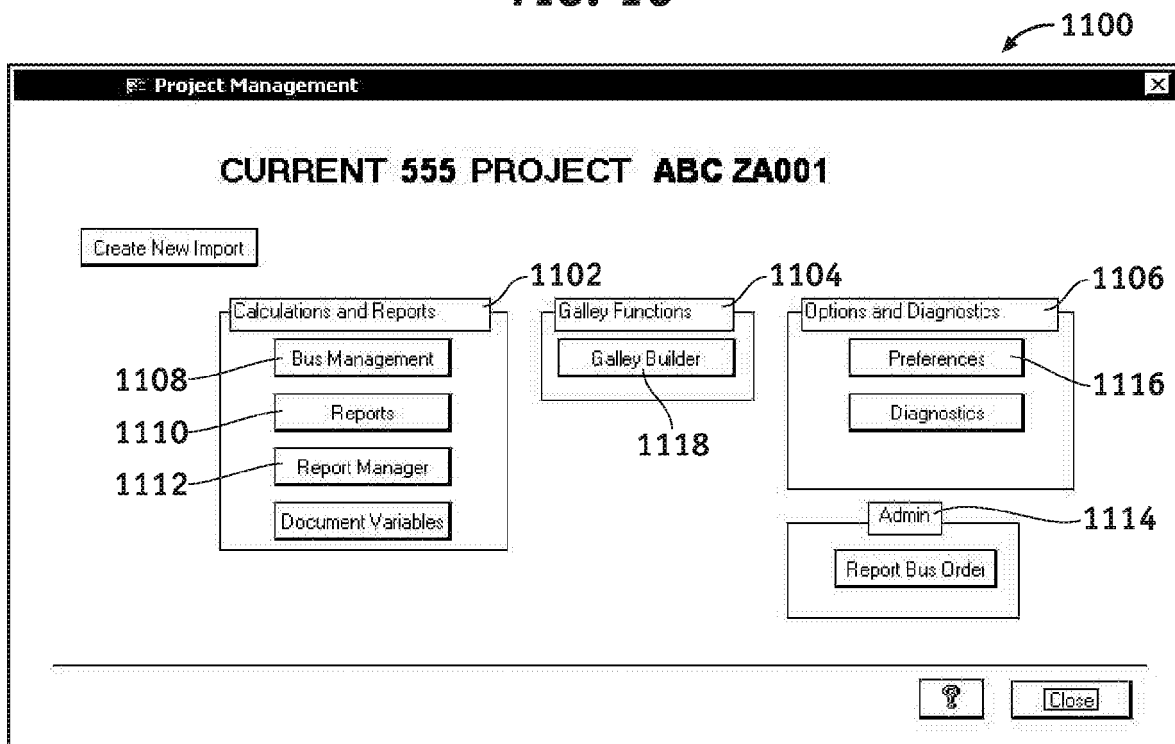 1100
Project Management
CURRENT 555 PROJECT ABC ZA001
Create New Import
1102
1104
1106
Calculations and Reports
Galley Functions
Options and Diagnostics
1108
Bus Management
Galley Builder
Preferences
1116
1110
Reports
1118
Diagnostics
1112
Report Manager
Document Variables
Admin
1114
Report Bus Order
?
Close